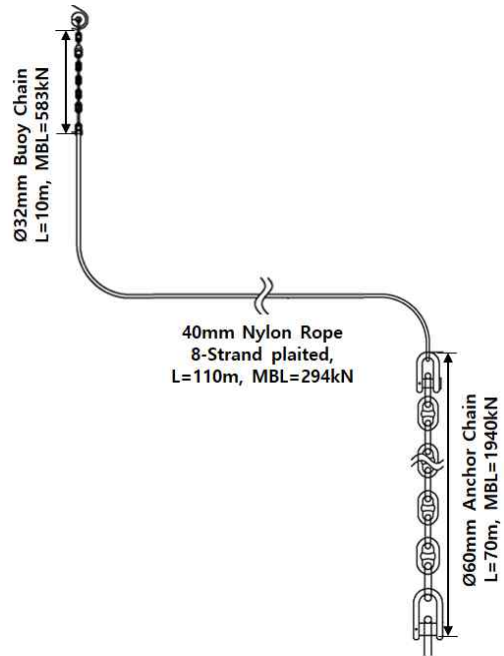 Ø32mm Buoy Chain
L=10m, MBL=583kN
40mm Nylon Rope
8-Strand plaited,
L=110m, MBL=294kN
Ø60mm Anchor Chain
L=70m, MBL=1940kN